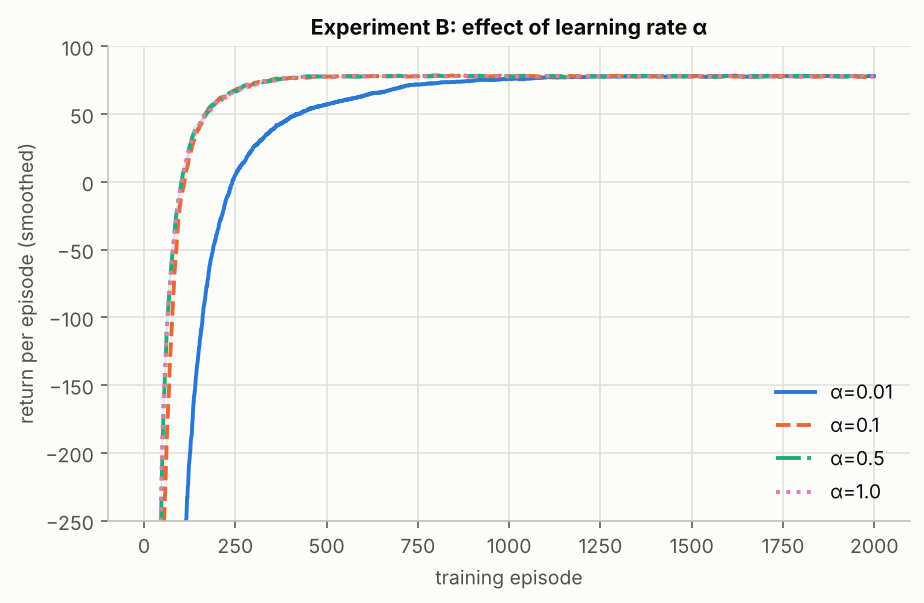 Experiment B: effect of learning rate α
return per episode (smoothed)
100
50
0
−50
−100
−150
−200
−250
α=0.01
α=0.1
α=0.5
α=1.0
0 250 500 750 1000 1250 1500 1750 2000
training episode